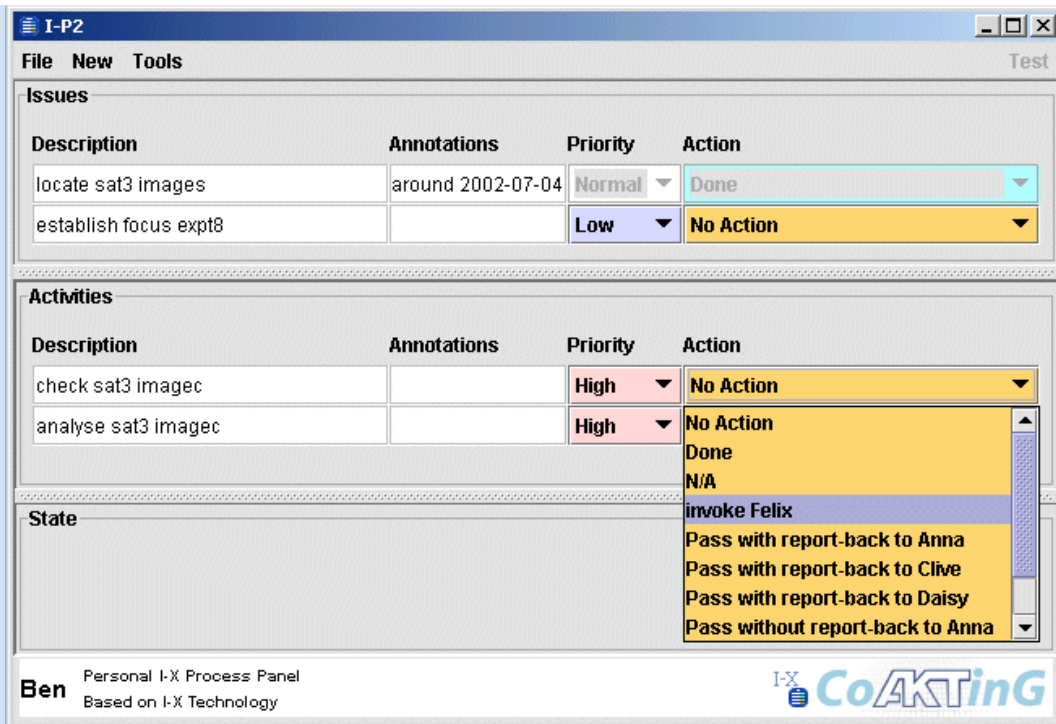 I-P2
File New Tools Test
Issues
Description Annotations Priority Action
locate sat3 images around 2002-07-04 Normal Done
establish focus expt8 Low No Action
Activities
Description Annotations Priority Action
check sat3 imagec High No Action
analyse sat3 imagec High
No Action
Done
N/A
invoke Felix
Pass with report-back to Anna
Pass with report-back to Clive
Pass with report-back to Daisy
Pass without report-back to Anna
State
Ben
Personal I-X Process Panel
Based on I-X Technology
I-X
CoAKTinG